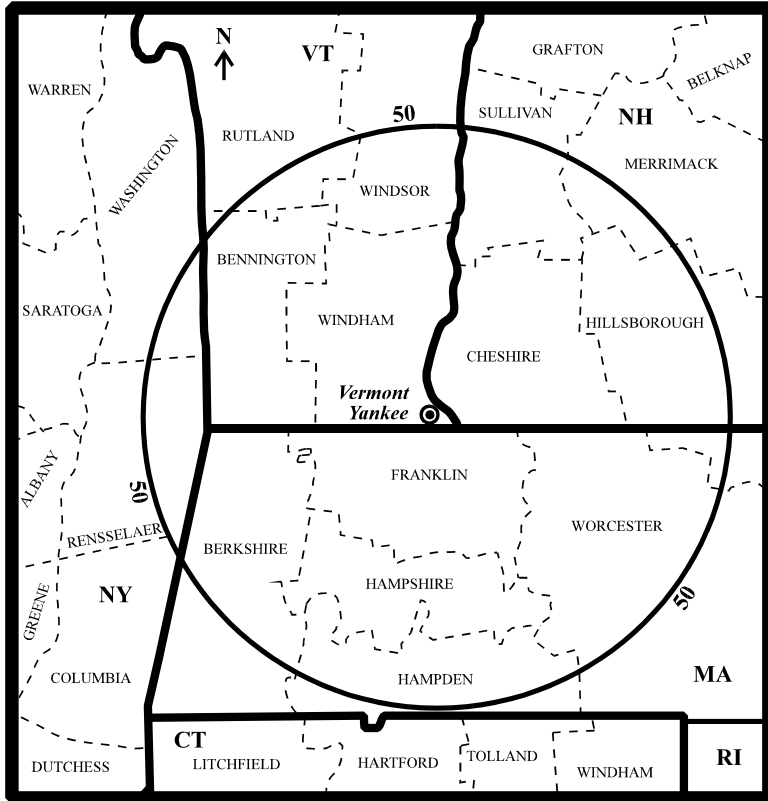 N
VT
GRAFTON
BELKNAP
WARREN
50
SULLIVAN
NH
RUTLAND
WASHINGTON
MERRIMACK
WINDSOR
BENNINGTON
SARATOGA
WINDHAM
HILLSBOROUGH
CHESHIRE
Vermont
Yankee
ALBANY
FRANKLIN
50
WORCESTER
RENSSELAER
BERKSHIRE
HAMPSHIRE
GREENE
NY
50
COLUMBIA
HAMPDEN
MA
CT
LITCHFIELD
HARTFORD
TOLLAND
WINDHAM
RI
DUTCHESS